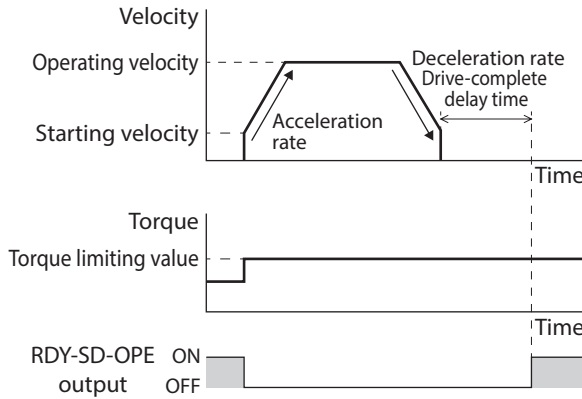 Velocity
Operating velocity
Deceleration rate
Drive-complete
delay time
Starting velocity
Acceleration
rate
Time
Torque
Torque limiting value
Time
RDY-SD-OPE
output
ON
OFF